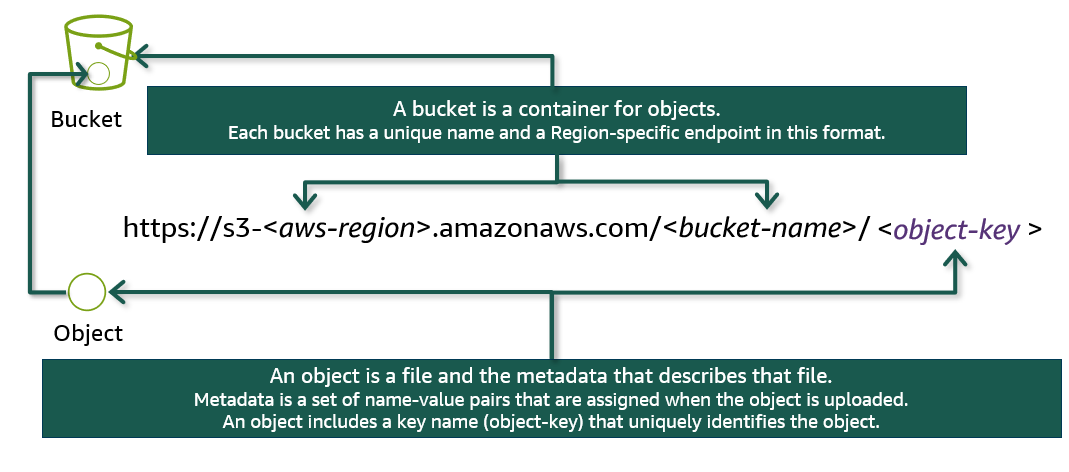 Bucket
A bucket is a container for objects.
Each bucket has a unique name and a Region-specific endpoint in this format.
https://s3-<aws-region>.amazonaws.com/<bucket-name>/ <object-key >
Object
An object is a file and the metadata that describes that file.
Metadata is a set of name-value pairs that are assigned when the object is uploaded.
An object includes a key name (object-key) that uniquely identifies the object.